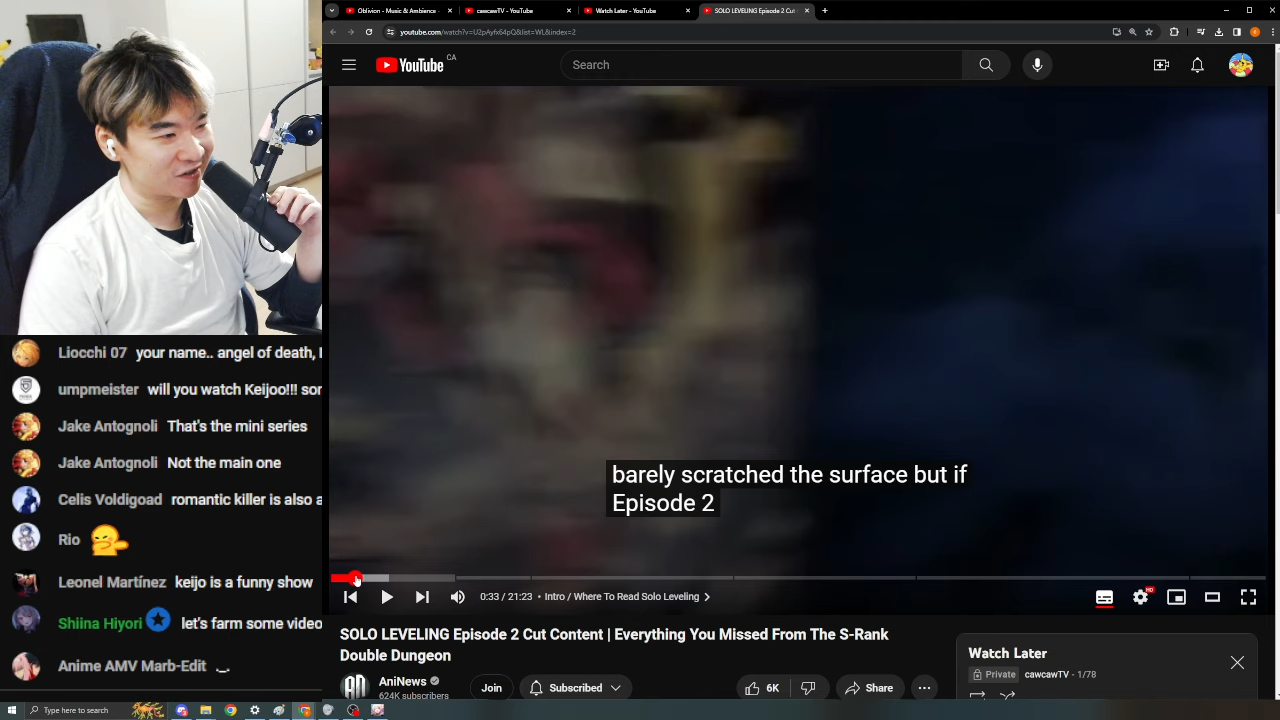 Oblivion - Music & Ambience
cawcawTV - YouTube
Watch Later - YouTube
SOLO LEVELING Episode 2 Cut
youtube.com/watch?v=U2pAyfx64pQ&list=WL&index=2
YouTube CA
Search
barely scratched the surface but if
Episode 2
Liocchi 07 your name.. angel of death,
umpmeister will you watch Keijoo!!!
Jake Antognoli That's the mini series
Jake Antognoli Not the main one
Celis Voldigoad romantic killer is also a
Rio
Leonel Martínez keijo is a funny show
Shiina Hiyori let's farm some video
Anime AMV Marb-Edit ._.
0:33 / 21:23 • Intro / Where To Read Solo Leveling
HD
SOLO LEVELING Episode 2 Cut Content | Everything You Missed From The S-Rank
Double Dungeon
AniNews
624K subscribers
Join
Subscribed
6K
Share
Watch Later
Private cawcawTV - 1/78
Type here to search